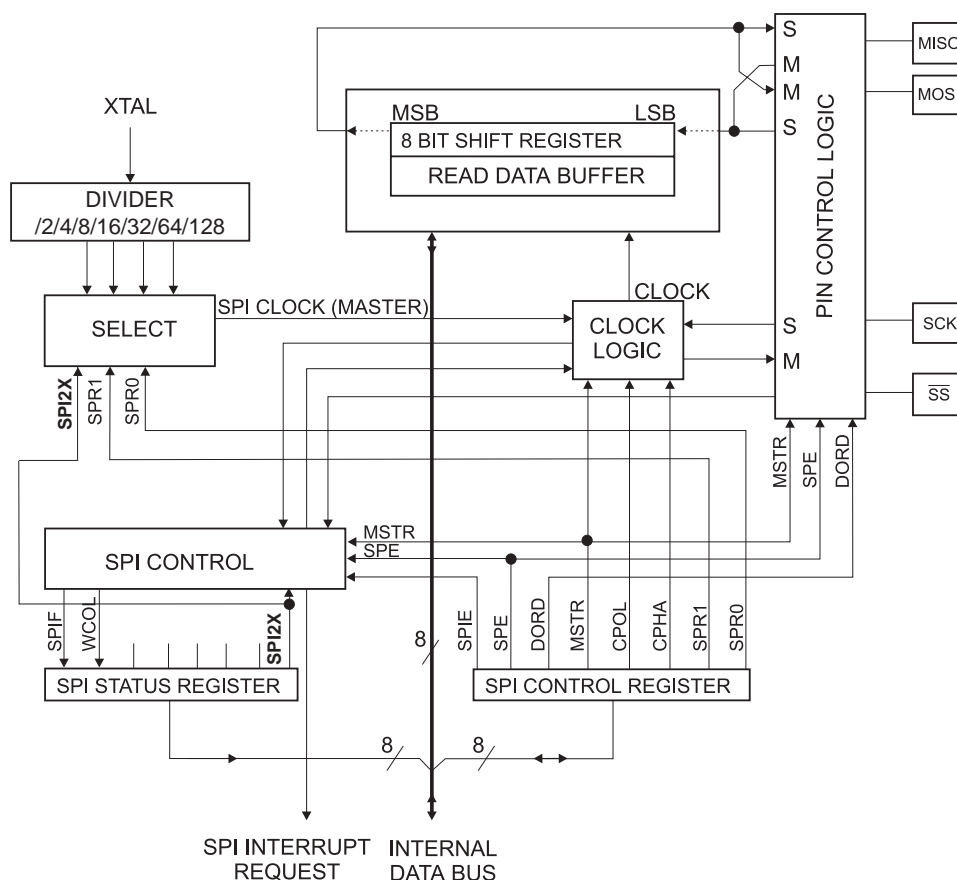 S
MISO
M
MSB
LSB
M
MOS
XTAL
8 BIT SHIFT REGISTER
S
READ DATA BUFFER
DIVIDER
/2/4/8/16/32/64/128
PIN CONTROL LOGIC
SPI CLOCK (MASTER)
CLOCK
SELECT
CLOCK
LOGIC
S
SCK
M
SPI2X
SPR1
SPR0
SS
MSTR
SPE
DORD
MSTR
SPE
SPI CONTROL
SPIF
WCOL
SPI2X
8
SPIE
SPE
DORD
MSTR
CPOL
CPHA
SPR1
SPR0
SPI STATUS REGISTER
SPI CONTROL REGISTER
8
8
SPI INTERRUPT
REQUEST
INTERNAL
DATA BUS